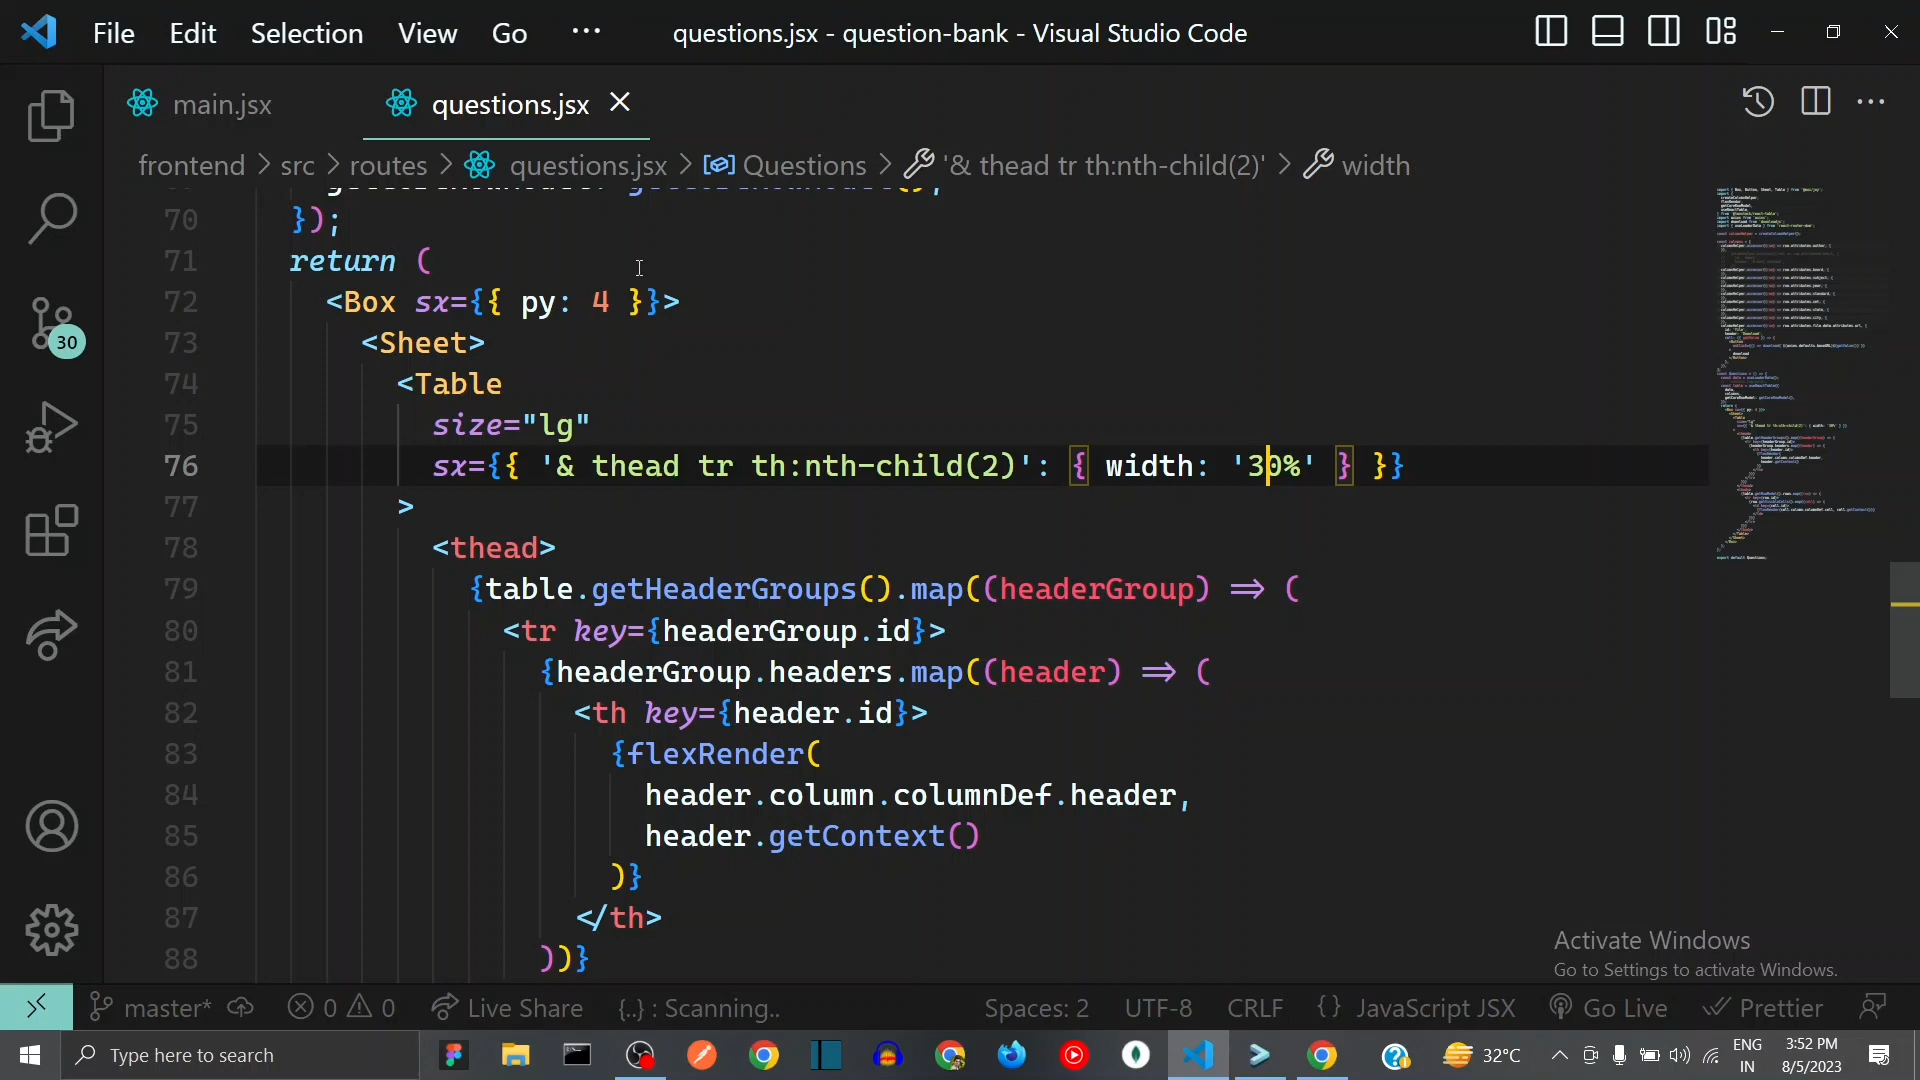 File Edit Selection View Go ··· questions.jsx - question-bank - Visual Studio Code
main.jsx questions.jsx
frontend > src > routes > questions.jsx > Questions > '& thead tr th:nth-child(2)' > width
70 });
71 return (
72 <Box sx={{ py: 4 }}>
73 <Sheet>
74 <Table
75 size="lg"
76 sx={{ '& thead tr th:nth-child(2)': { width: '30%' } }}
77 >
78 <thead>
79 {table.getHeaderGroups().map((headerGroup) => (
80 <tr key={headerGroup.id}>
81 {headerGroup.headers.map((header) => (
82 <th key={header.id}>
83 {flexRender(
84 header.column.columnDef.header,
85 header.getContext()
86 )}
87 </th>
88 ))}
30
Activate Windows
Go to Settings to activate Windows.
master* 0 0 Live Share {..} : Scanning.. Spaces: 2 UTF-8 CRLF {} JavaScript JSX Go Live Prettier
Type here to search 32°C ENG IN 3:52 PM 8/5/2023